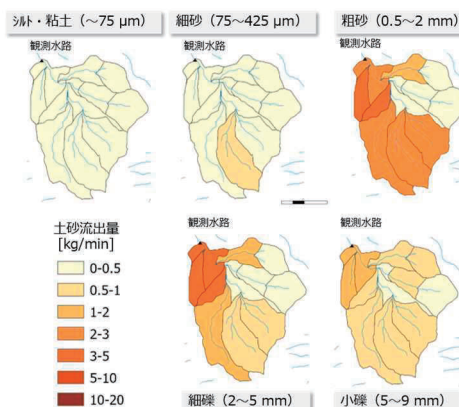 シルト・粘土（～75 μm）
細砂（75～425 μm）
粗砂（0.5～2 mm）
観測水路
観測水路
観測水路
土砂流出量
[kg/min]
0-0.5
0.5-1
1-2
2-3
3-5
5-10
10-20
観測水路
観測水路
細礫（2～5 mm）
小礫（5～9 mm）